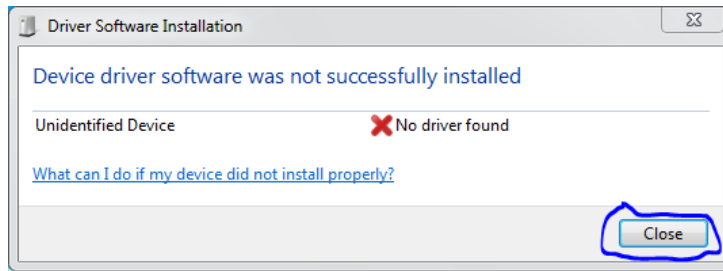 Driver Software Installation
Device driver software was not successfully installed
Unidentified Device No driver found
What can I do if my device did not install properly?
Close